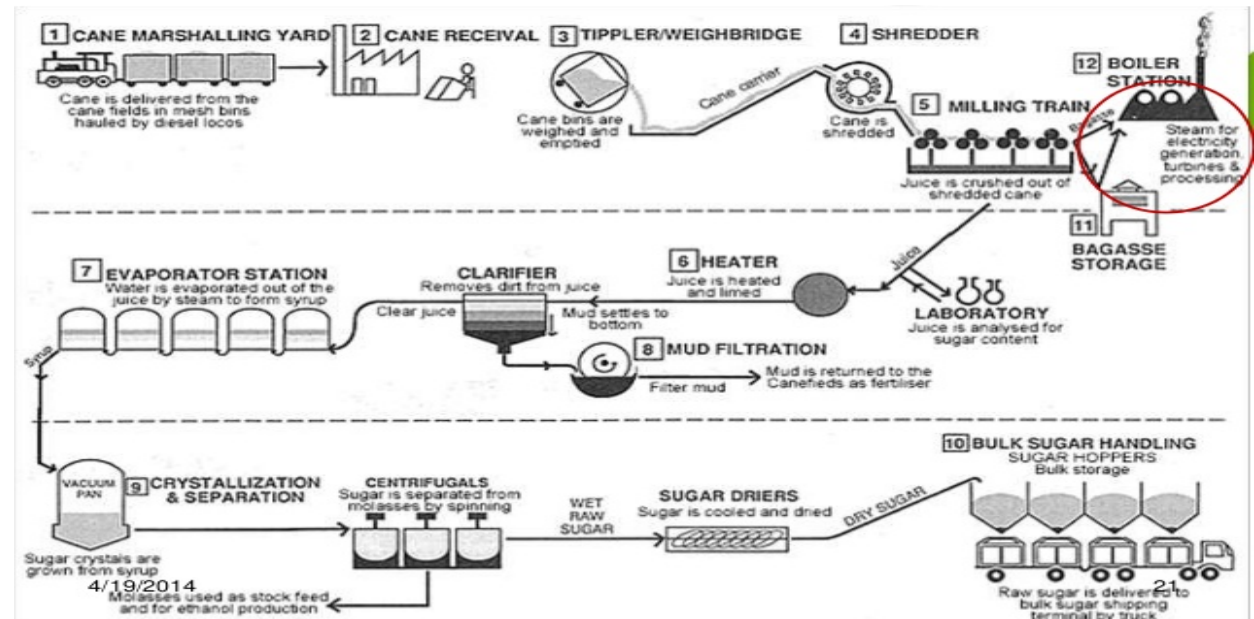 1 CANE MARSHALLING YARD
Cane is delivered from the
cane fields in mesh bins
hauled by diesel locos
2 CANE RECEIVAL
3 TIPPLER/WEIGHBRIDGE
Cane bins are
weighed and
emptied
Cane carrier
4 SHREDDER
Cane is
shredded
5 MILLING TRAIN
Juice is crushed out of
shredded cane
Bagasse
12 BOILER
STATION
Steam for
electricity
generation,
turbines &
processing
11
BAGASSE
STORAGE
Juice
LABORATORY
Juice is analysed for
sugar content
6 HEATER
Juice is heated
and limed
CLARIFIER
Removes dirt from juice
Mud settles to
bottom
Clear juice
7 EVAPORATOR STATION
Water is evaporated out of the
juice by steam to form syrup
Syrup
8 MUD FILTRATION
Filter mud
Mud is returned to the
Canefieds as fertiliser
VACUUM
PAN
9 CRYSTALLIZATION
& SEPARATION
Sugar crystals are
grown from syrup
CENTRIFUGALS
Sugar is separated from
molasses by spinning
Molasses used as stock feed
and for ethanol production
WET
RAW
SUGAR
SUGAR DRIERS
Sugar is cooled and dried
DRY SUGAR
10 BULK SUGAR HANDLING
SUGAR HOPPERS
Bulk storage
Raw sugar is delivered to
bulk sugar shipping
terminal by truck
4/19/2014
21